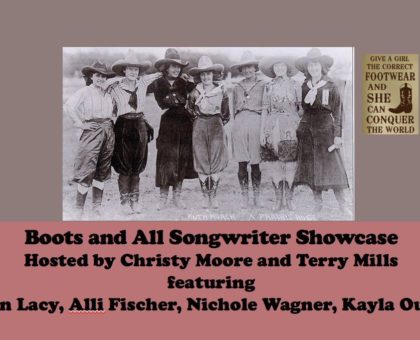 GIVE A GIRL
THE CORRECT
FOOTWEAR
AND
SHE
CAN
CONQUER
THE WORLD
Boots and All Songwriter Showcase
Hosted by Christy Moore and Terry Mills
featuring
n Lacy, Alli Fischer, Nichole Wagner, Kayla Ou